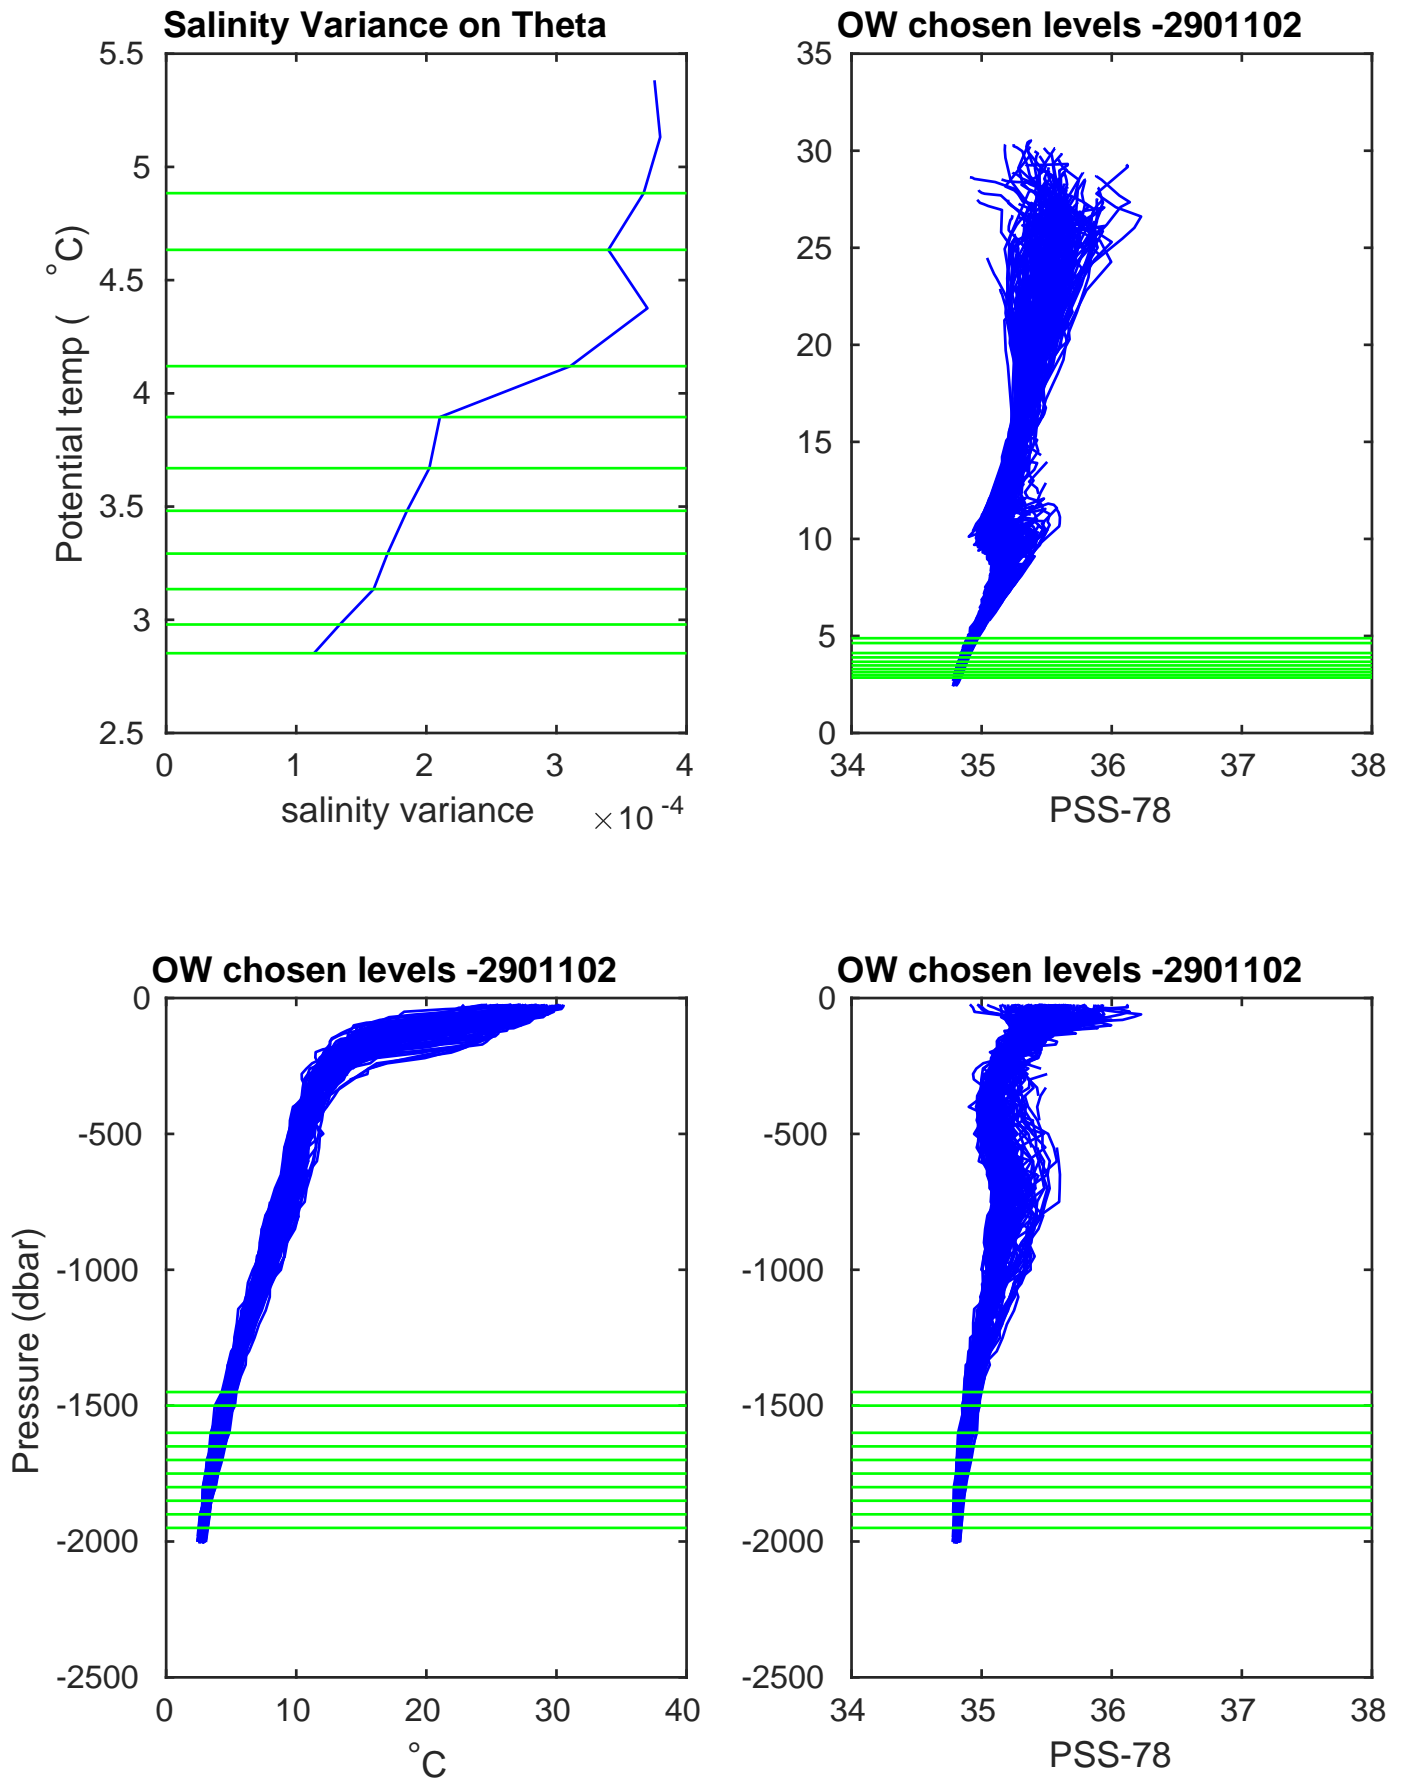 Salinity Variance on Theta
5.5
5
4.5
4
3.5
3
2.5
Potential temp ( °C)
0 1 2 3 4
salinity variance ×10 -4
OW chosen levels -2901102
35
30
25
20
15
10
5
0
34 35 36 37 38
PSS-78
OW chosen levels -2901102
0
-500
-1000
-1500
-2000
-2500
Pressure (dbar)
0 10 20 30 40
°C
OW chosen levels -2901102
0
-500
-1000
-1500
-2000
-2500
34 35 36 37 38
PSS-78